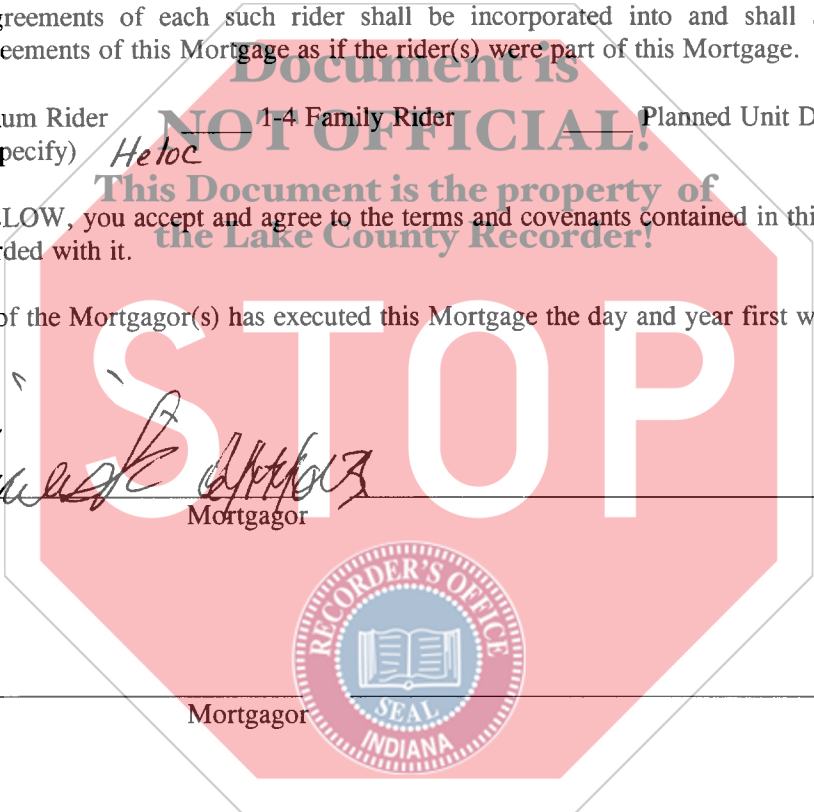 greements of each such rider shall be incorporated into and shall
cements of this Mortgage as if the rider(s) were part of this Mortgage.
Document is
um Rider ______ 1-4 Family Rider ______ Planned Unit D
NOT OFFICIAL!
pecify) Heloc
This Document is the property of
LOW, you accept and agree to the terms and covenants contained in thi
the Lake County Recorder!
ded with it.
of the Mortgagor(s) has executed this Mortgage the day and year first w
STOP
Mortgagor
RECORDER'S OFFICE
SEAL
INDIANA
Mortgagor